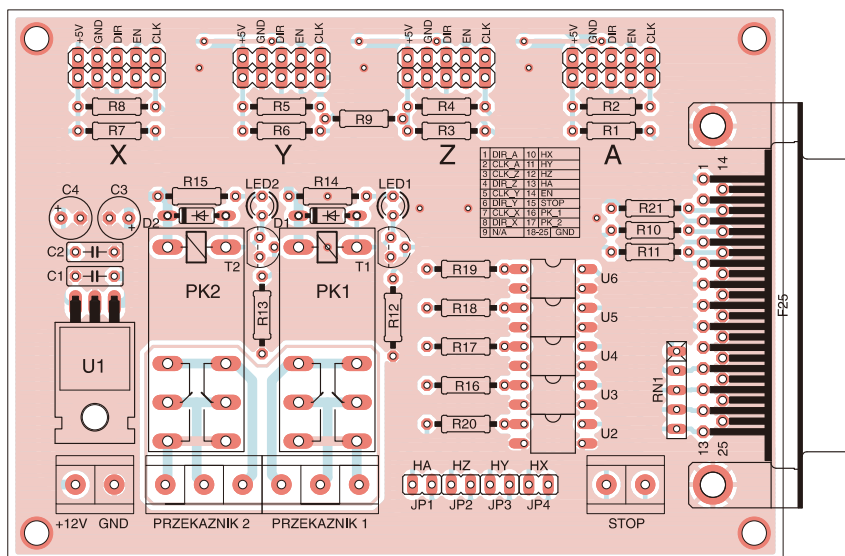 +5V GND DIR EN CLK +5V GND DIR EN CLK +5V GND DIR EN CLK +5V GND DIR EN CLK
R8 R5 R4 R2
R9
R7 R6 R3 R1
X Y Z A
1 DIR_A 10 HX
2 CLK_A 11 HY
3 CLK_Z 12 HZ
4 DIR_Z 13 HA
5 CLK_Y 14 EN
6 DIR_Y 15 STOP
7 CLK_X 16 PK_1
8 DIR_X 17 PK_2
9 N/A 18-25 GND
1 14
C4 C3 R15 LED2 R14 LED1
+ +
D2 D1
R21
R10
R11
C2 T2 T1
C1
R19 U6
PK2 PK1
R13 R12
R18 U5
F25
R17 U4
U1
R16 U3
RN1
R20 U2
13 25
HA HZ HY HX
JP1 JP2 JP3 JP4
+12V GND PRZEKAZNIK 2 PRZEKAZNIK 1 STOP